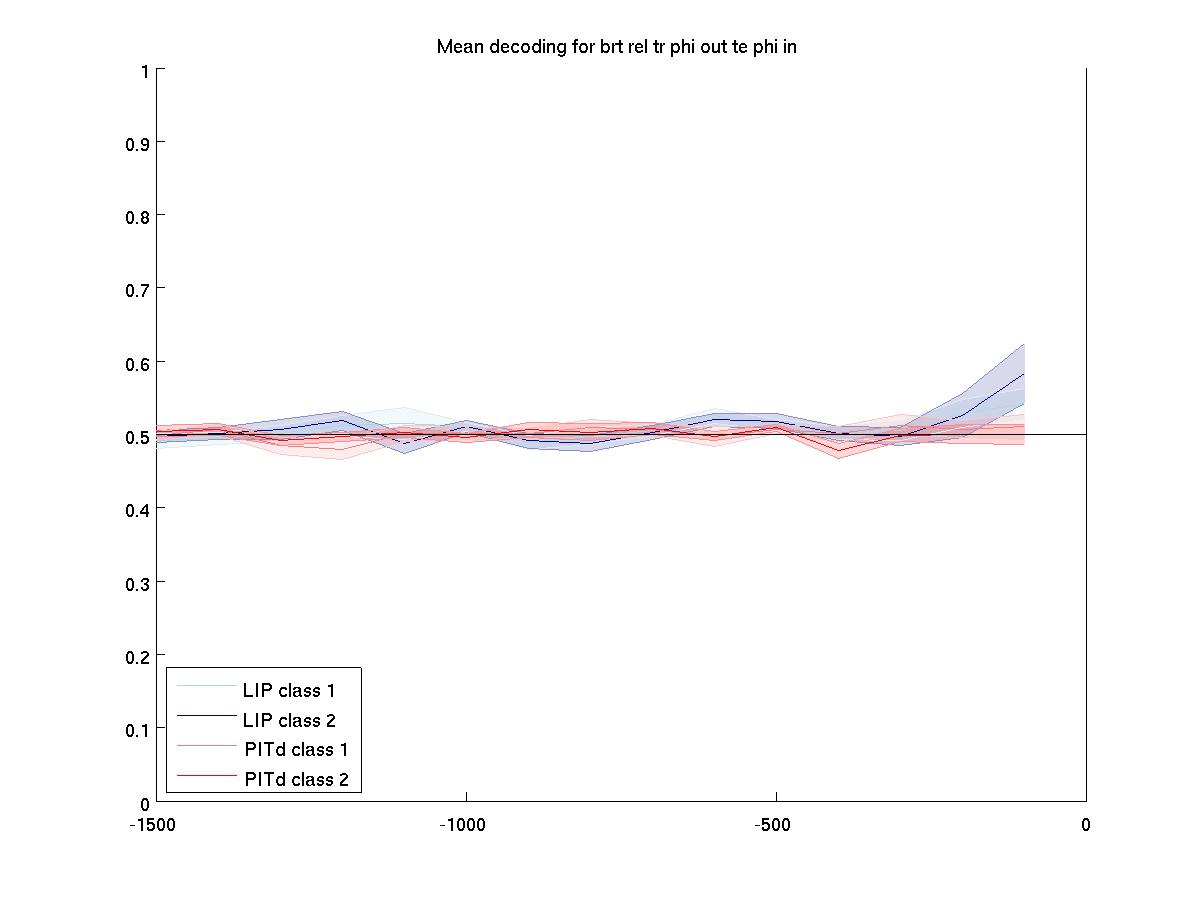 Mean decoding for brt rel tr phi out te phi in
1
0.9
0.8
0.7
0.6
0.5
0.4
0.3
0.2
0.1
0
LIP class 1
LIP class 2
PITd class 1
PITd class 2
-1500 -1000 -500 0